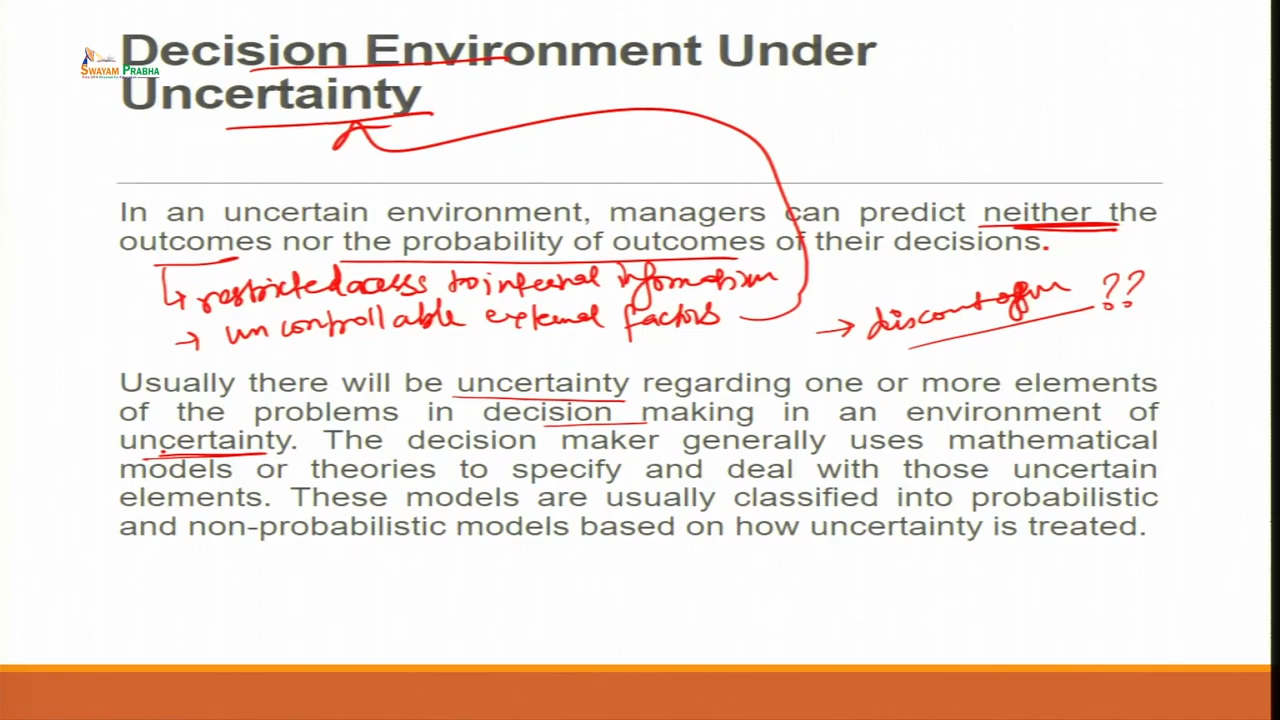 Decision Environment Under
SWAYAM PRABHA
Uncertainty
In an uncertain environment, managers can predict neither the
outcomes nor the probability of outcomes of their decisions.
↳ restricted access to internal information
→ uncontrollable external factors
→ discount offer ??
Usually there will be uncertainty regarding one or more elements
of the problems in decision making in an environment of
uncertainty. The decision maker generally uses mathematical
models or theories to specify and deal with those uncertain
elements. These models are usually classified into probabilistic
and non-probabilistic models based on how uncertainty is treated.